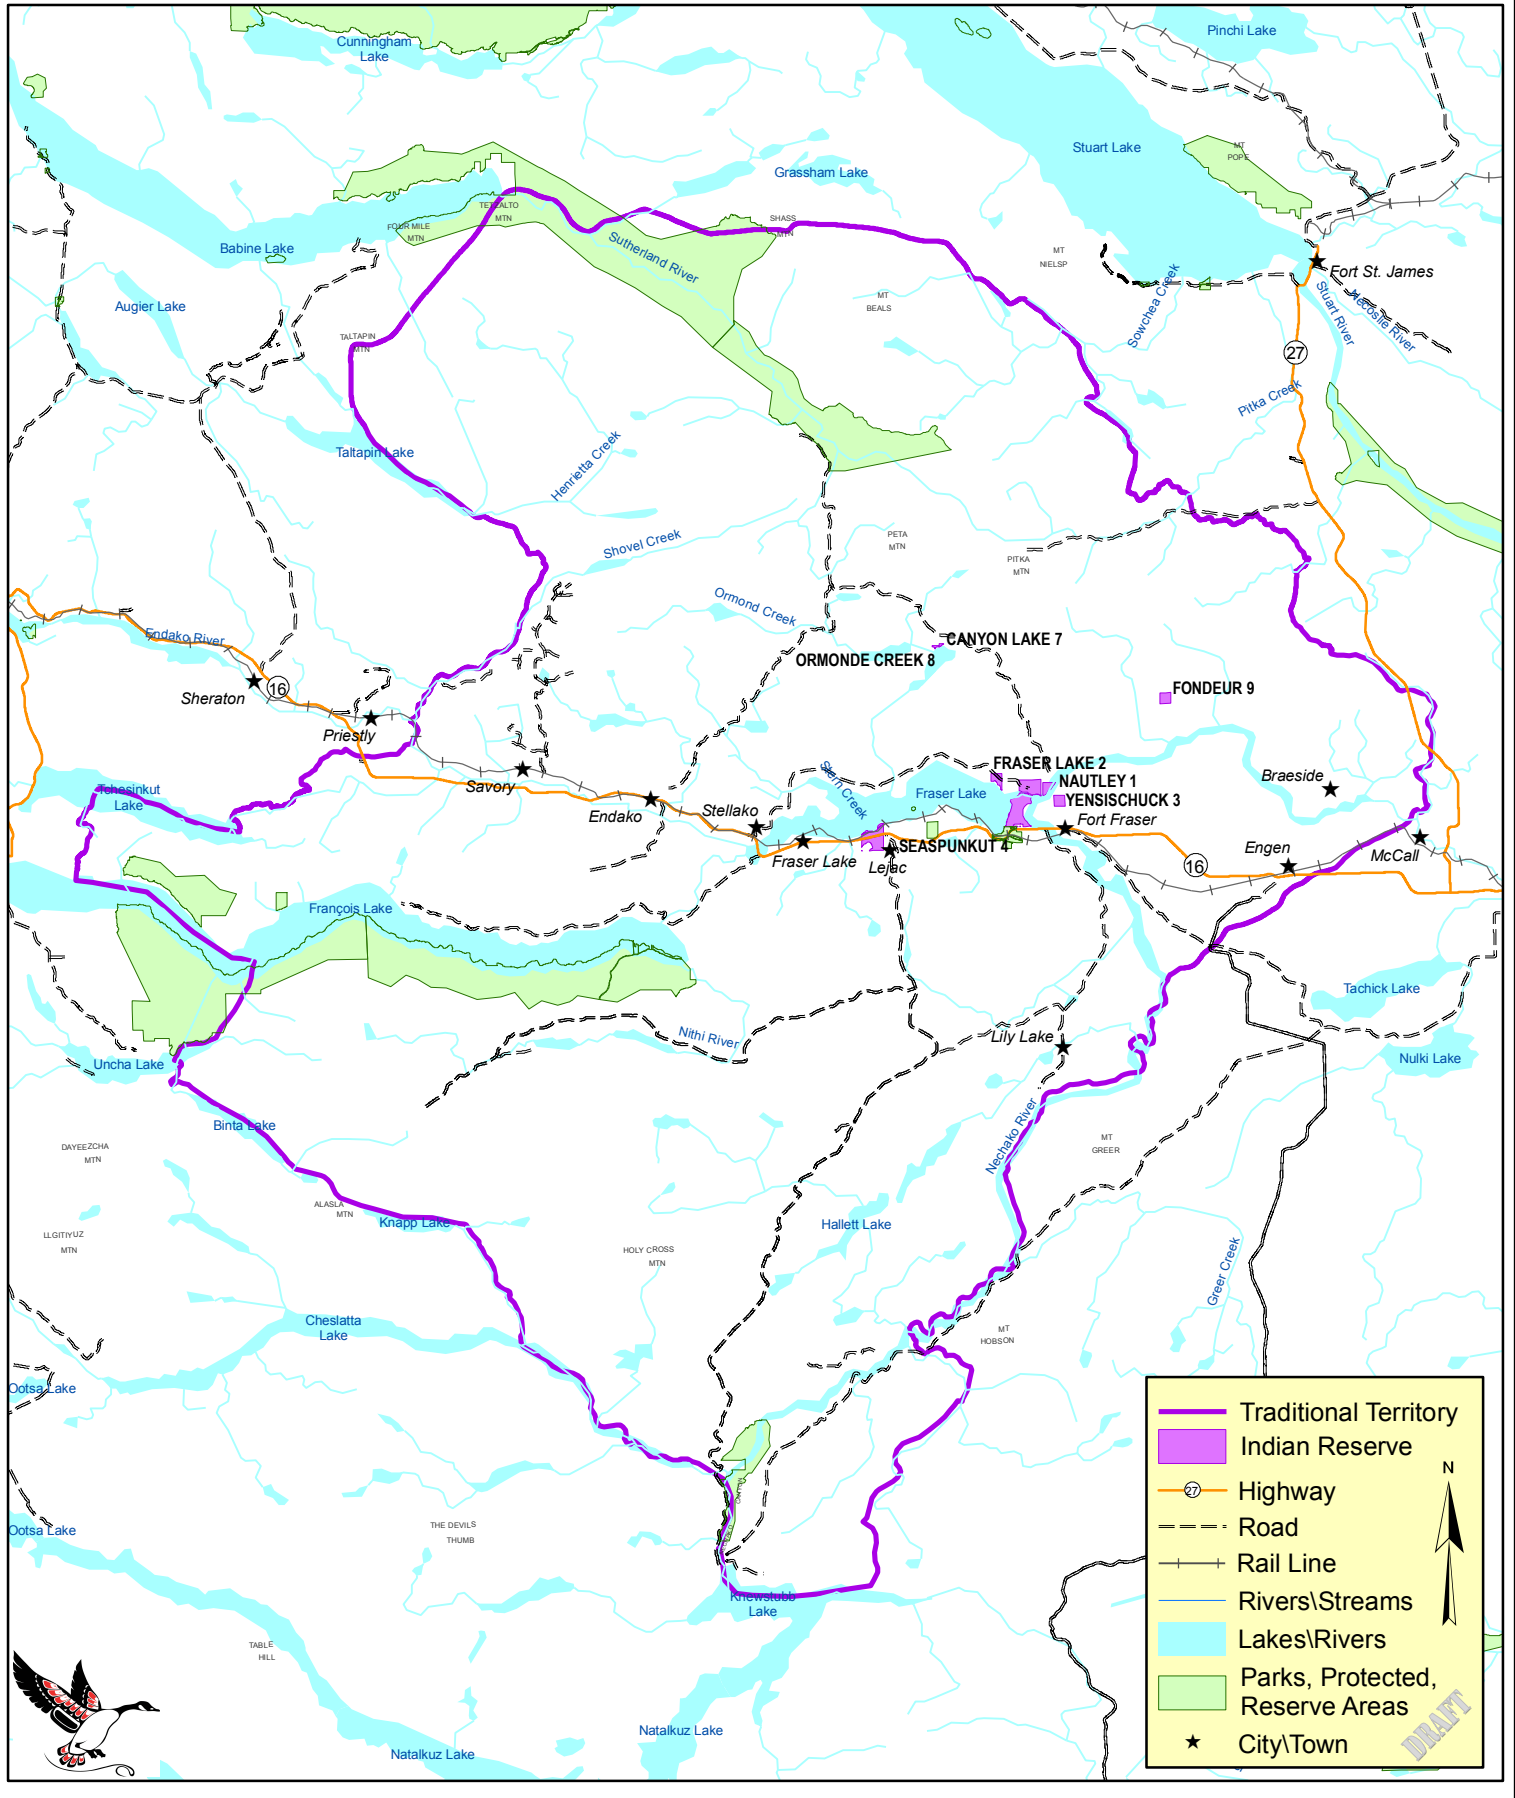 Cunningham
Lake
Pinchi Lake
Stuart Lake
MT
POPE
Grassham Lake
TETZALTO
MTN
FOUR MILE
MTN
SHASS
MTN
Babine Lake
Sutherland River
MT
NIELSP
Fort St. James
Augier Lake
MT
BEALS
Sowchea Creek
Stuart River
Necoslie River
TALTAPIN
MTN
27
Pitka Creek
Taltapin Lake
Henrietta Creek
Shovel Creek
PETA
MTN
PITKA
MTN
Ormond Creek
Endako River
CANYON LAKE 7
ORMONDE CREEK 8
Sheraton
16
FONDEUR 9
Priestly
FRASER LAKE 2
NAUTLEY 1
Braeside
Savory
Tchesinkut
Lake
Stern Creek
Fraser Lake
YENSISCHUCK 3
Endako
Stellako
Fort Fraser
SEASPUNKUT 4
Fraser Lake
Lejac
16
Engen
McCall
François Lake
Tachick Lake
Nithi River
Lily Lake
Uncha Lake
Nulki Lake
Binta Lake
Nechako River
DAYEEZCHA
MTN
MT
GREER
ALASLA
MTN
Knapp Lake
Hallett Lake
LLGITIYUZ
MTN
HOLY CROSS
MTN
Greer Creek
Cheslatta
Lake
MT
HOBSON
Ootsa Lake
Ootsa Lake
THE DEVILS
THUMB
Knewstubb
Lake
TABLE
HILL
Natalkuz Lake
Natalkuz Lake
Traditional Territory
Indian Reserve
N
27
Highway
Road
Rail Line
Rivers\Streams
Lakes\Rivers
Parks, Protected,
Reserve Areas
City\Town
DRAFT